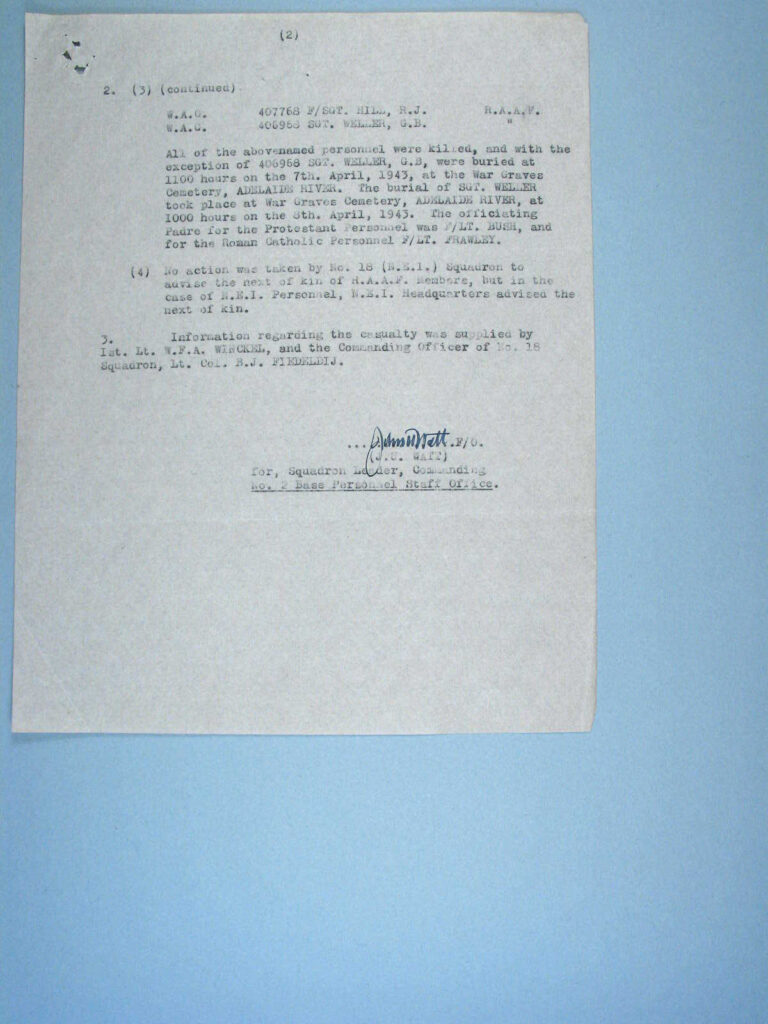 (2)
2. (3) (continued)
W.A.G. 407768 F/SGT. HILL, R.J. R.A.A.F.
W.A.G. 406958 SGT. WELLER, G.B. "
All of the abovenamed personnel were killed, and with the
exception of 406958 SGT. WELLER, G.B, were buried at
1100 hours on the 7th. April, 1943, at the War Graves
Cemetery, ADELAIDE RIVER. The burial of SGT. WELLER
took place at War Graves Cemetery, ADELAIDE RIVER, at
1000 hours on the 8th. April, 1943. The officiating
Padre for the Protestant Personnel was F/LT. BUSH, and
for the Roman Catholic Personnel F/LT. FRAWLEY.
(4) No action was taken by No. 18 (N.E.I.) Squadron to
advise the next of kin of R.A.A.F. Members, but in the
case of N.E.I. Personnel, N.E.I. Headquarters advised the
next of kin.
3. Information regarding the casualty was supplied by
1st. Lt. W.F.A. WINCKEL, and the Commanding Officer of No. 18
Squadron, Lt. Col. B.J. FIEDELDIJ.
... John Watt. F/O.
WATT)
for, Squadron Leader, Commanding
No. 2 Base Personnel Staff Office.